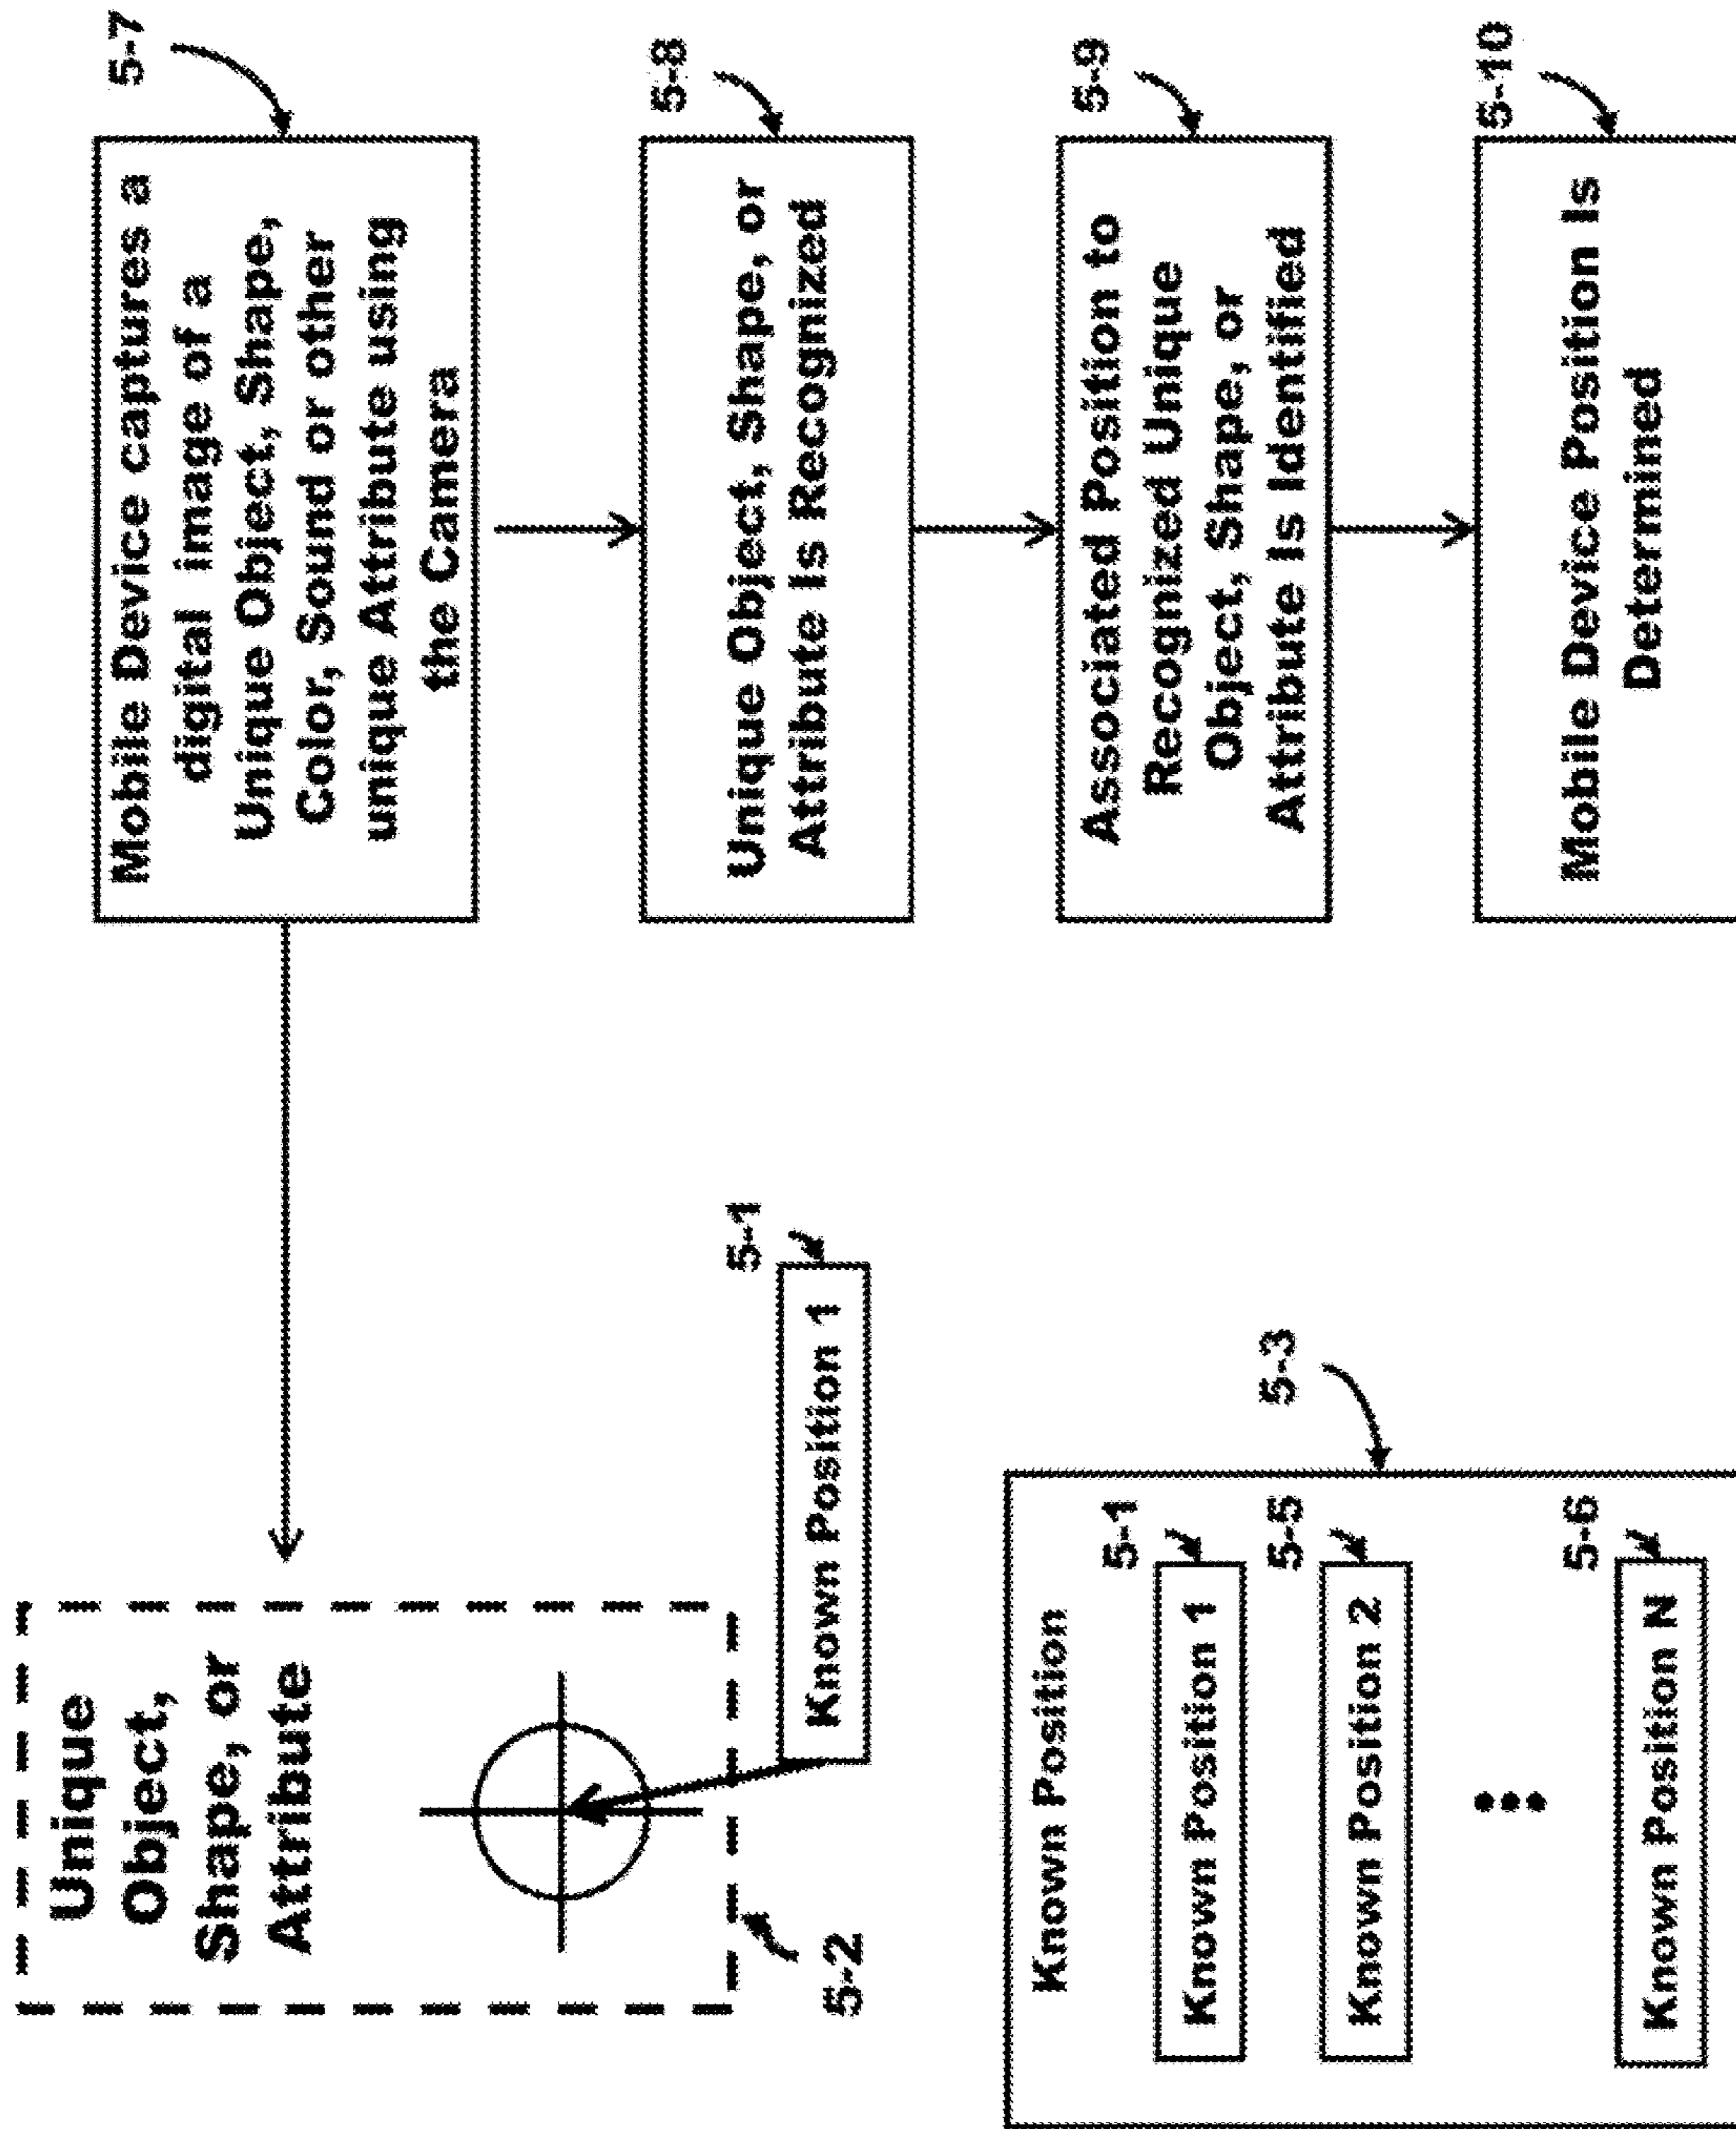 Unique
Object,
Shape, or
Attribute
5-2
Known Position 1
5-1
Known Position
5-3
Known Position 1
5-1
Known Position 2
5-5
Known Position N
5-6
Mobile Device captures a
digital image of a
Unique Object, Shape,
Color, Sound or other
unique Attribute using
the Camera
5-7
Unique Object, Shape, or
Attribute Is Recognized
5-8
Associated Position to
Recognized Unique
Object, Shape, or
Attribute Is Identified
5-9
Mobile Device Position Is
Determined
5-10